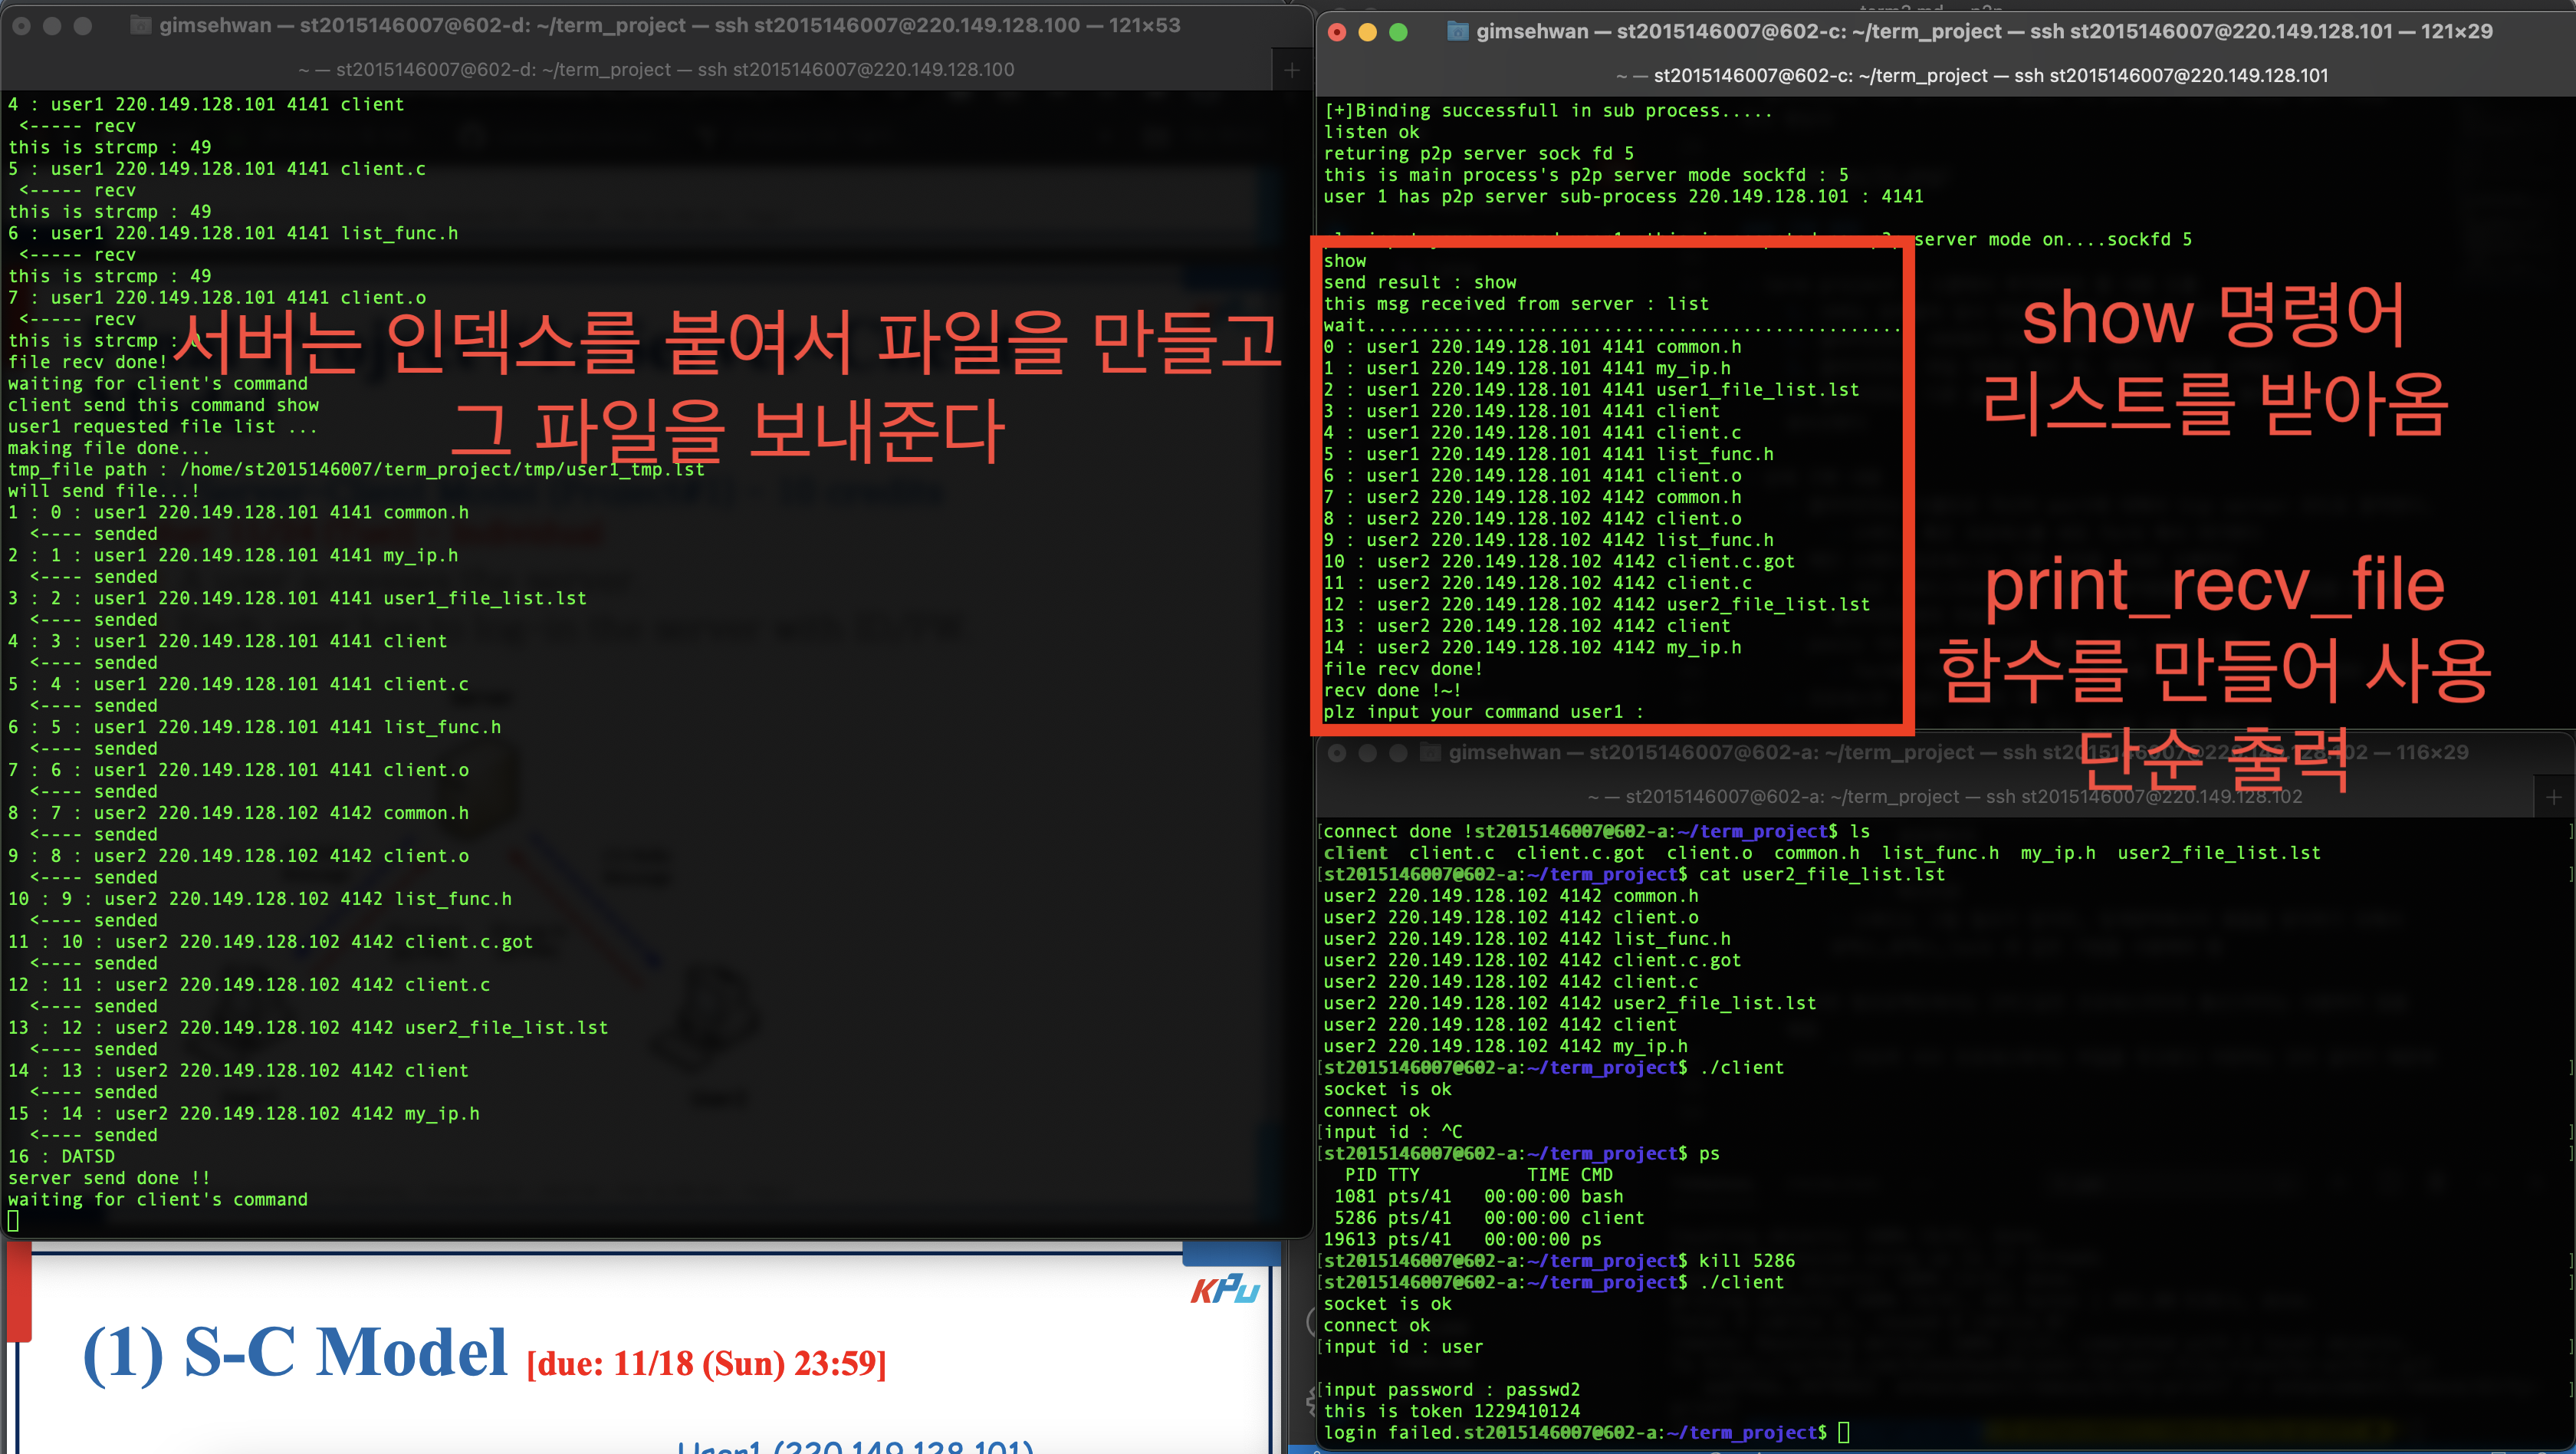 gimsehwan — st2015146007@602-d: ~/term_project — ssh st2015146007@220.149.128.100 — 121×53
~ — st2015146007@602-d: ~/term_project — ssh st2015146007@220.149.128.100
4 : user1 220.149.128.101 4141 client
<----- recv
this is strcmp : 49
5 : user1 220.149.128.101 4141 client.c
<----- recv
this is strcmp : 49
6 : user1 220.149.128.101 4141 list_func.h
<----- recv
this is strcmp : 49
7 : user1 220.149.128.101 4141 client.o
<----- recv
this is strcmp : 0
file recv done!
waiting for client's command
client send this command show
user1 requested file list ...
making file done...
tmp_file path : /home/st2015146007/term_project/tmp/user1_tmp.lst
will send file...!
1 : 0 : user1 220.149.128.101 4141 common.h
<---- sended
2 : 1 : user1 220.149.128.101 4141 my_ip.h
<---- sended
3 : 2 : user1 220.149.128.101 4141 user1_file_list.lst
<---- sended
4 : 3 : user1 220.149.128.101 4141 client
<---- sended
5 : 4 : user1 220.149.128.101 4141 client.c
<---- sended
6 : 5 : user1 220.149.128.101 4141 list_func.h
<---- sended
7 : 6 : user1 220.149.128.101 4141 client.o
<---- sended
8 : 7 : user2 220.149.128.102 4142 common.h
<---- sended
9 : 8 : user2 220.149.128.102 4142 client.o
<---- sended
10 : 9 : user2 220.149.128.102 4142 list_func.h
<---- sended
11 : 10 : user2 220.149.128.102 4142 client.c.got
<---- sended
12 : 11 : user2 220.149.128.102 4142 client.c
<---- sended
13 : 12 : user2 220.149.128.102 4142 user2_file_list.lst
<---- sended
14 : 13 : user2 220.149.128.102 4142 client
<---- sended
15 : 14 : user2 220.149.128.102 4142 my_ip.h
<---- sended
16 : DATSD
server send done !!
waiting for client's command
서버는 인덱스를 붙여서 파일을 만들고
그 파일을 보내준다
KPU
(1) S-C Model [due: 11/18 (Sun) 23:59]
User1 (220.149.128.101)
gimsehwan — st2015146007@602-c: ~/term_project — ssh st2015146007@220.149.128.101 — 121×29
~ — st2015146007@602-c: ~/term_project — ssh st2015146007@220.149.128.101
[+]Binding successfull in sub process.....
listen ok
returing p2p server sock fd 5
this is main process's p2p server mode sockfd : 5
user 1 has p2p server sub-process 220.149.128.101 : 4141
server mode on....sockfd 5
show
send result : show
this msg received from server : list
wait..................................................
0 : user1 220.149.128.101 4141 common.h
1 : user1 220.149.128.101 4141 my_ip.h
2 : user1 220.149.128.101 4141 user1_file_list.lst
3 : user1 220.149.128.101 4141 client
4 : user1 220.149.128.101 4141 client.c
5 : user1 220.149.128.101 4141 list_func.h
6 : user1 220.149.128.101 4141 client.o
7 : user2 220.149.128.102 4142 common.h
8 : user2 220.149.128.102 4142 client.o
9 : user2 220.149.128.102 4142 list_func.h
10 : user2 220.149.128.102 4142 client.c.got
11 : user2 220.149.128.102 4142 client.c
12 : user2 220.149.128.102 4142 user2_file_list.lst
13 : user2 220.149.128.102 4142 client
14 : user2 220.149.128.102 4142 my_ip.h
file recv done!
recv done !~!
plz input your command user1 :
show 명령어
리스트를 받아옴
print_recv_file
함수를 만들어 사용
단순 출력
gimsehwan — st2015146007@602-a: ~/term_project — ssh st2015146007@220.149.128.102 — 116×29
~ — st2015146007@602-a: ~/term_project — ssh st2015146007@220.149.128.102
[connect done !st2015146007@602-a:~/term_project$ ls
client client.c client.c.got client.o common.h list_func.h my_ip.h user2_file_list.lst
[st2015146007@602-a:~/term_project$ cat user2_file_list.lst
user2 220.149.128.102 4142 common.h
user2 220.149.128.102 4142 client.o
user2 220.149.128.102 4142 list_func.h
user2 220.149.128.102 4142 client.c.got
user2 220.149.128.102 4142 client.c
user2 220.149.128.102 4142 user2_file_list.lst
user2 220.149.128.102 4142 client
user2 220.149.128.102 4142 my_ip.h
[st2015146007@602-a:~/term_project$ ./client
socket is ok
connect ok
[input id : ^C
[st2015146007@602-a:~/term_project$ ps
PID TTY TIME CMD
1081 pts/41 00:00:00 bash
5286 pts/41 00:00:00 client
19613 pts/41 00:00:00 ps
[st2015146007@602-a:~/term_project$ kill 5286
[st2015146007@602-a:~/term_project$ ./client
socket is ok
connect ok
[input id : user
[input password : passwd2
this is token 1229410124
login failed.st2015146007@602-a:~/term_project$